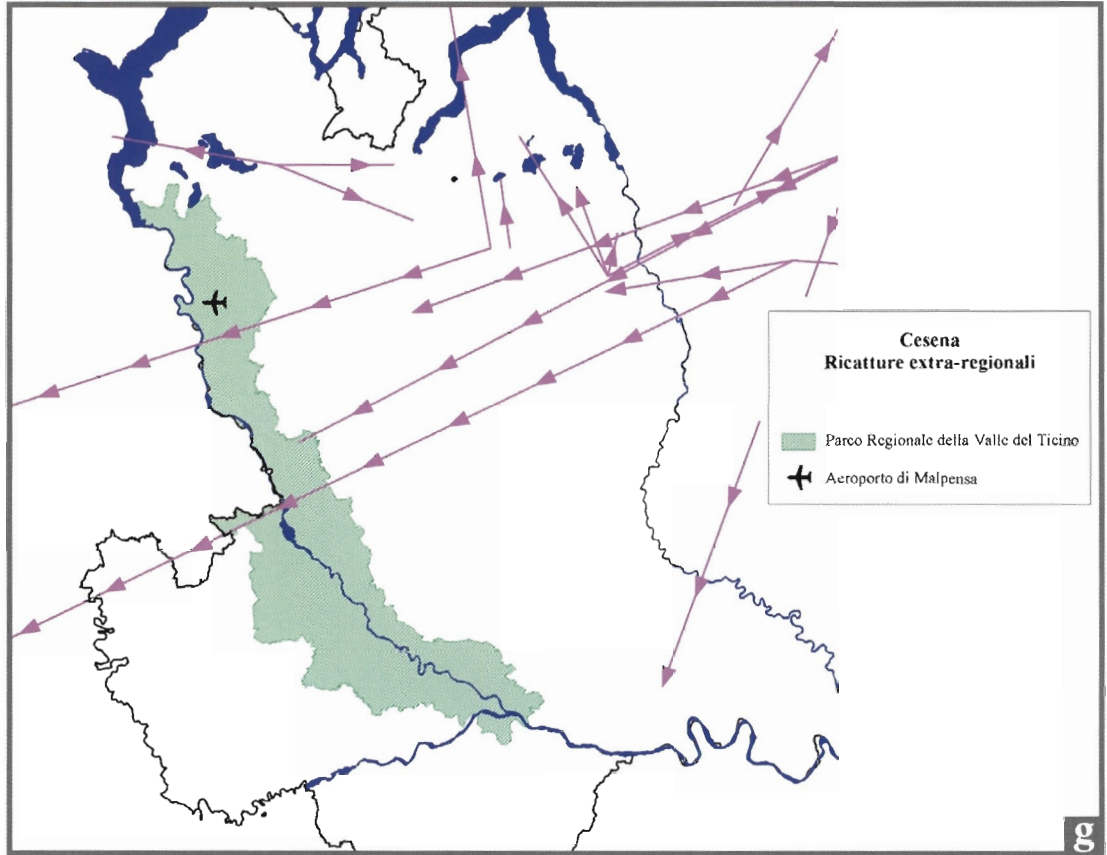 Cesena
Ricatture extra-regionali
Parco Regionale della Valle del Ticino
Aeroporto di Malpensa
g